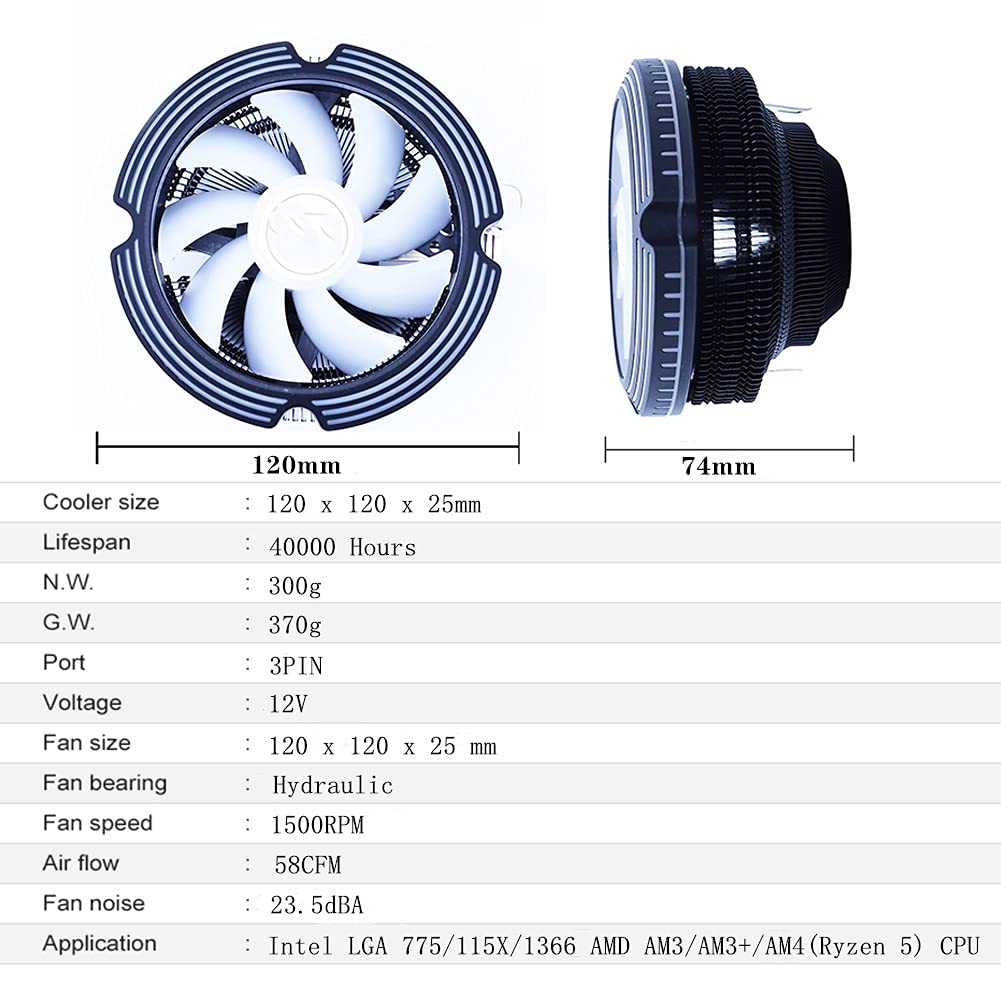 120mm
74mm
Cooler size : 120 x 120 x 25mm
Lifespan : 40000 Hours
N.W. : 300g
G.W. : 370g
Port : 3PIN
Voltage : 12V
Fan size : 120 x 120 x 25 mm
Fan bearing : Hydraulic
Fan speed : 1500RPM
Air flow : 58CFM
Fan noise : 23.5dBA
Application : Intel LGA 775/115X/1366 AMD AM3/AM3+/AM4(Ryzen 5) CPU